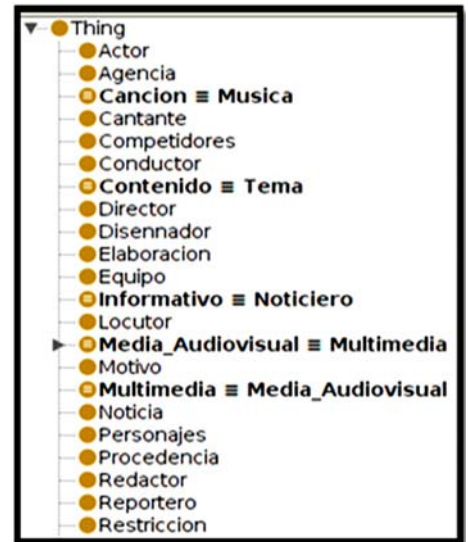 Thing
Actor
Agencia
Cancion ≡ Musica
Cantante
Competidores
Conductor
Contenido ≡ Tema
Director
Disennador
Elaboracion
Equipo
Informativo ≡ Noticiero
Locutor
Media_Audiovisual ≡ Multimedia
Motivo
Multimedia ≡ Media_Audiovisual
Noticia
Personajes
Procedencia
Redactor
Reportero
Restriccion